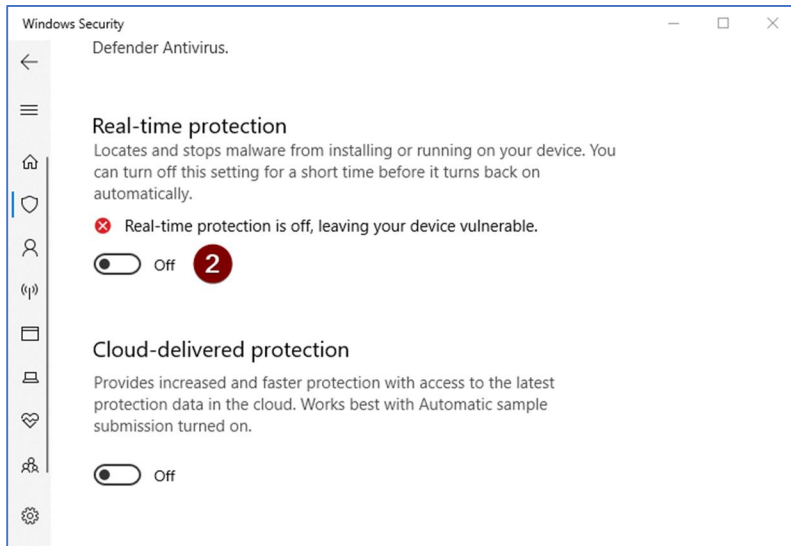 Windows Security
Defender Antivirus.
Real-time protection
Locates and stops malware from installing or running on your device. You
can turn off this setting for a short time before it turns back on
automatically.
Real-time protection is off, leaving your device vulnerable.
Off 2
Cloud-delivered protection
Provides increased and faster protection with access to the latest
protection data in the cloud. Works best with Automatic sample
submission turned on.
Off